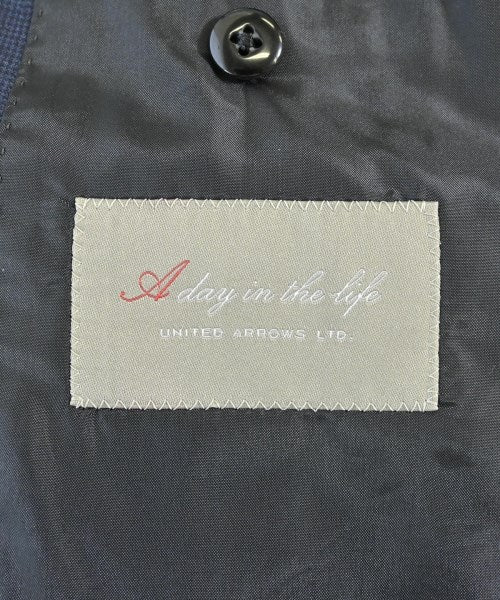 A day in the life
UNITED ARROWS LTD.